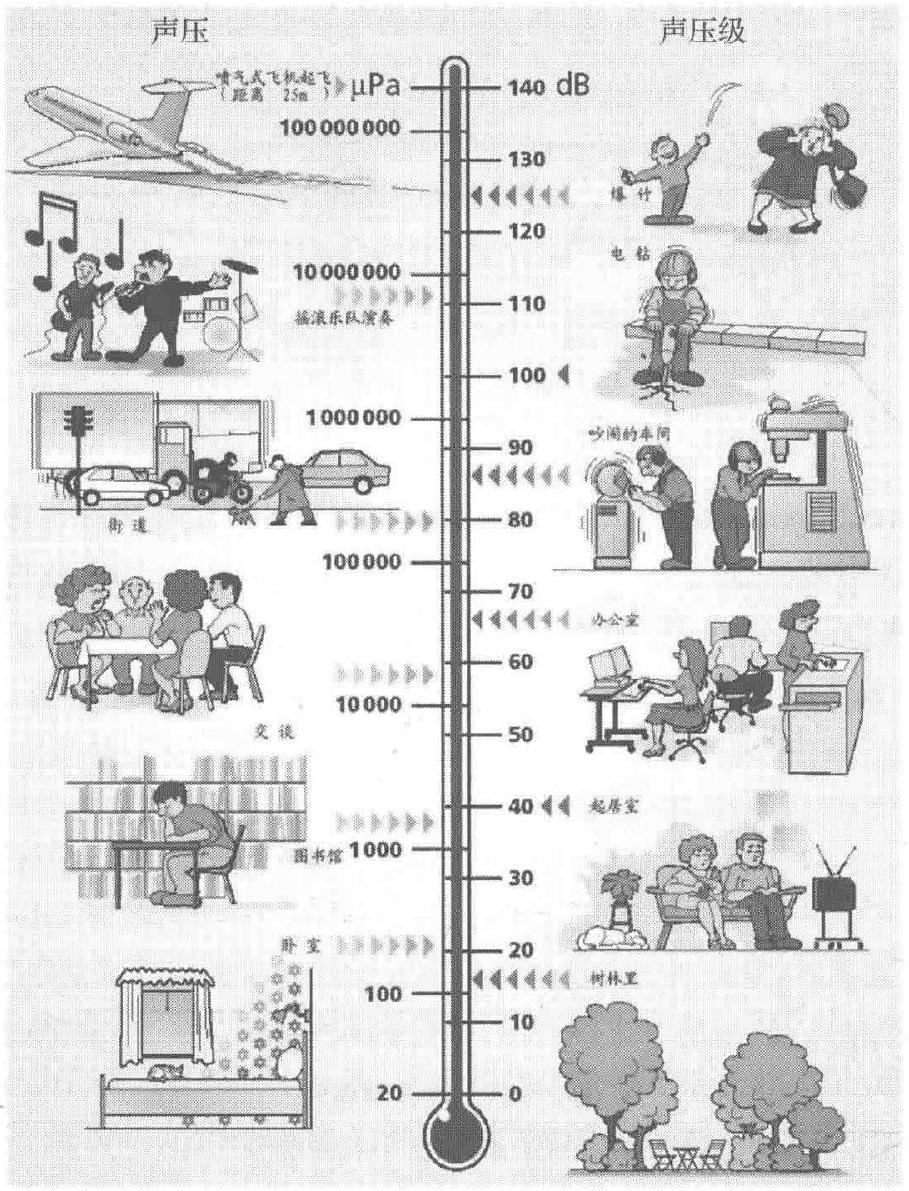 声压
声压级
喷气式飞机起飞
(距离 25m)
μPa
140 dB
100 000 000
130
爆竹
120
电钻
10 000 000
110
摇滚乐队演奏
100
1 000 000
90
吵闹的车间
80
街道
100 000
70
办公室
60
10 000
50
交谈
40
起居室
图书馆
1 000
30
卧室
20
树林里
100
10
20
0